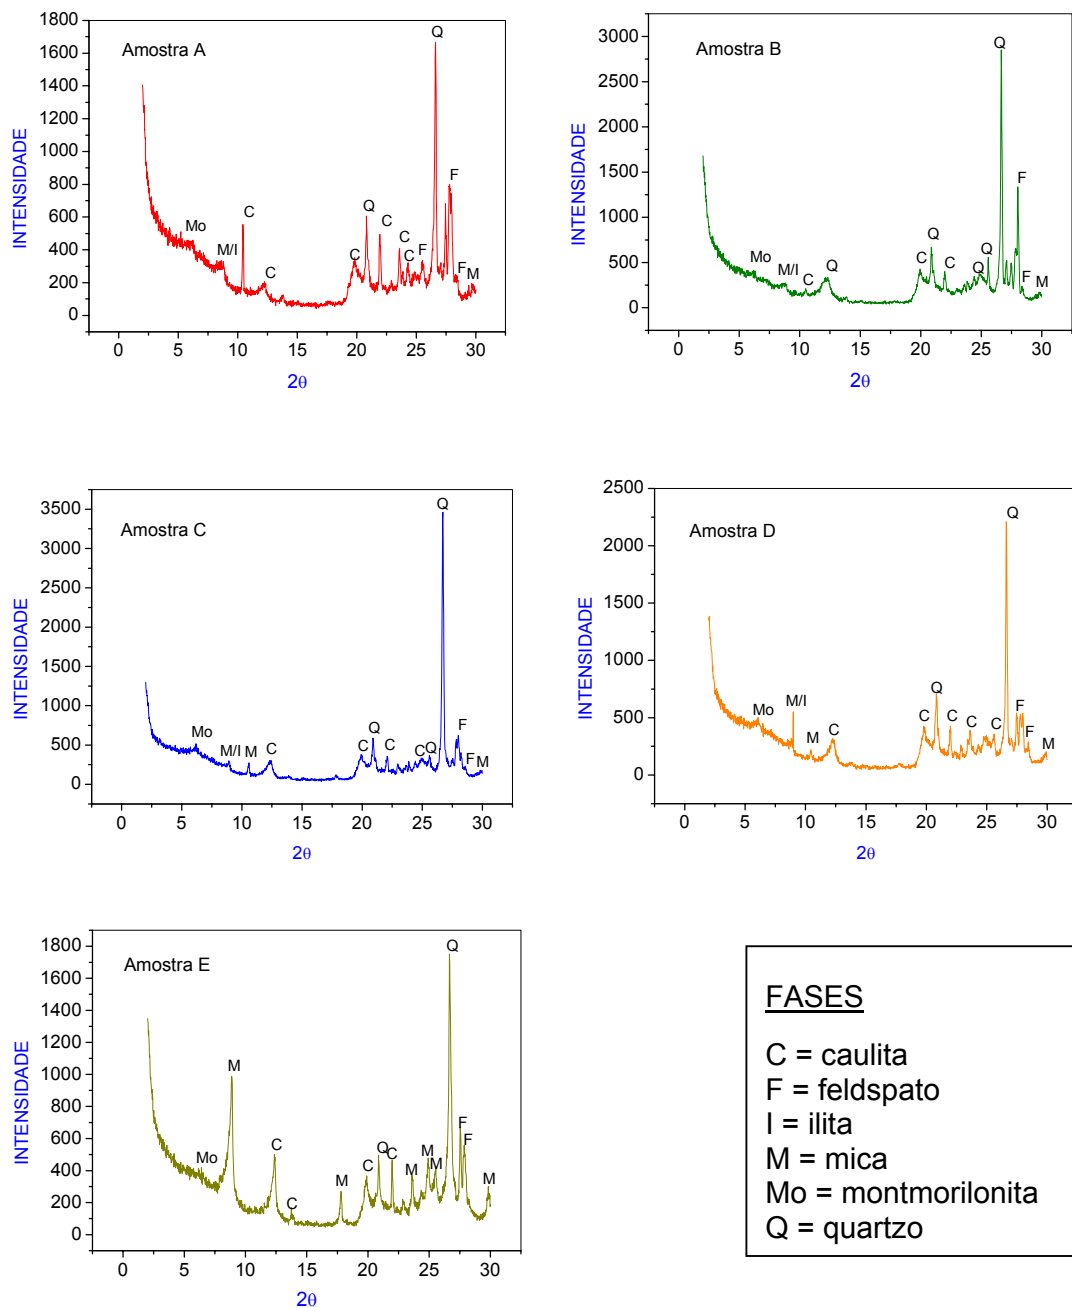 Amostra A
INTENSIDADE
1800
1600
1400
1200
1000
800
600
400
200
0
Mo
M/I
C
C
C
Q
C
C
C
F
Q
F
F
M
0 5 10 15 20 25 30
2θ
Amostra B
INTENSIDADE
3000
2500
2000
1500
1000
500
0
Mo
M/I
C
Q
C
Q
C
Q
Q
Q
F
F
M
0 5 10 15 20 25 30
2θ
Amostra C
INTENSIDADE
3500
3000
2500
2000
1500
1000
500
0
Mo
M/I
M
C
C
Q
C
C
Q
Q
F
F
M
0 5 10 15 20 25 30
2θ
Amostra D
INTENSIDADE
2500
2000
1500
1000
500
0
Mo
M/I
M
C
C
Q
C
C
C
Q
F
F
M
0 5 10 15 20 25 30
2θ
Amostra E
INTENSIDADE
1800
1600
1400
1200
1000
800
600
400
200
0
Mo
M
C
C
M
C
Q
C
M
M
M
Q
F
F
M
0 5 10 15 20 25 30
2θ
FASES
C = caulita
F = feldspato
I = ilita
M = mica
Mo = montmorilonita
Q = quartzo